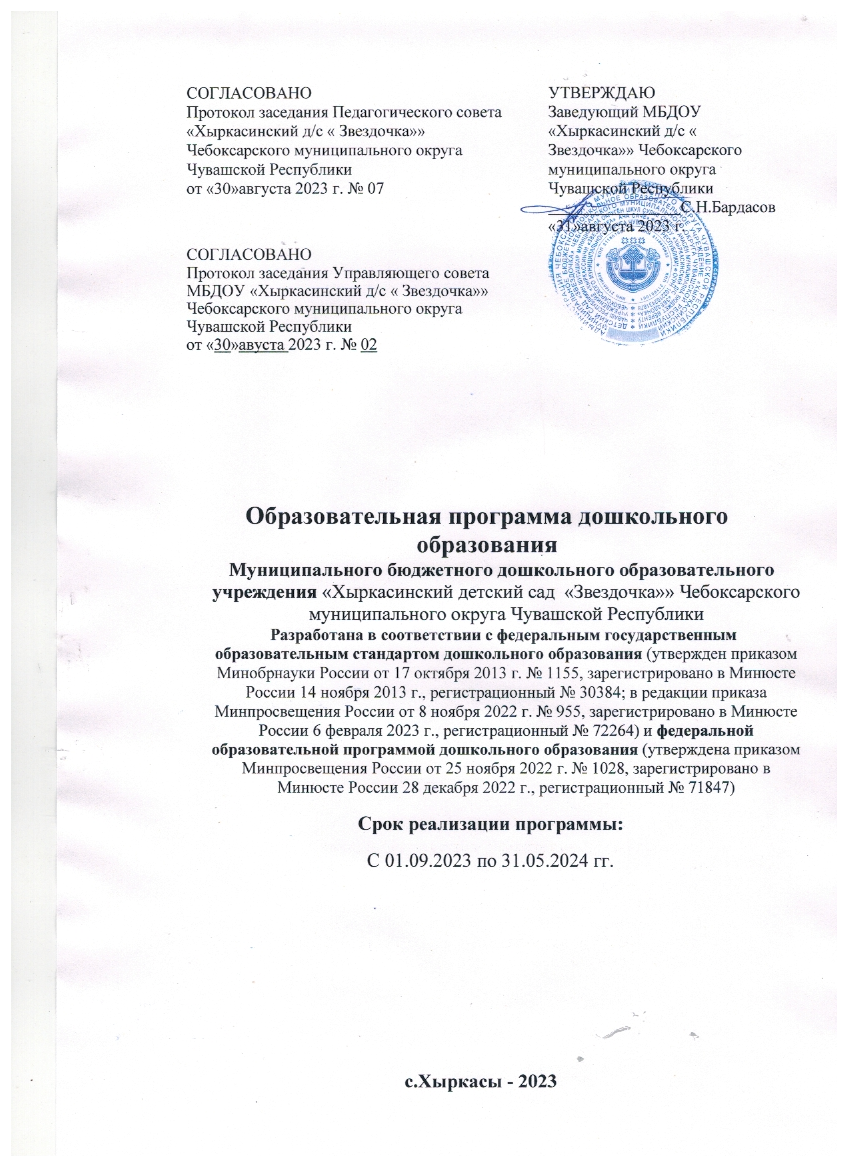 СОГЛАСОВАНО
Протокол заседания Педагогического совета
«Хыркасинский д/с « Звездочка»»
Чебоксарского муниципального округа
Чувашской Республики
от «30»августа 2023 г. № 07
УТВЕРЖДАЮ
Заведующий МБДОУ
«Хыркасинский д/с «
Звездочка»» Чебоксарского
муниципального округа
Чувашской Республики
С.Н.Бардасов
«31»августа 2023 г.
СОГЛАСОВАНО
Протокол заседания Управляющего совета
МБДОУ «Хыркасинский д/с « Звездочка»»
Чебоксарского муниципального округа
Чувашской Республики
от «30»авуста 2023 г. № 02
Образовательная программа дошкольного
образования
Муниципального бюджетного дошкольного образовательного
учреждения «Хыркасинский детский сад «Звездочка»» Чебоксарского
муниципального округа Чувашской Республики
Разработана в соответствии с федеральным государственным
образовательным стандартом дошкольного образования (утвержден приказом
Минобрнауки России от 17 октября 2013 г. № 1155, зарегистрировано в Минюсте
России 14 ноября 2013 г., регистрационный № 30384; в редакции приказа
Минпросвещения России от 8 ноября 2022 г. № 955, зарегистрировано в Минюсте
России 6 февраля 2023 г., регистрационный № 72264) и федеральной
образовательной программой дошкольного образования (утверждена приказом
Минпросвещения России от 25 ноября 2022 г. № 1028, зарегистрировано в
Минюсте России 28 декабря 2022 г., регистрационный № 71847)
Срок реализации программы:
С 01.09.2023 по 31.05.2024 гг.
с.Хыркасы - 2023